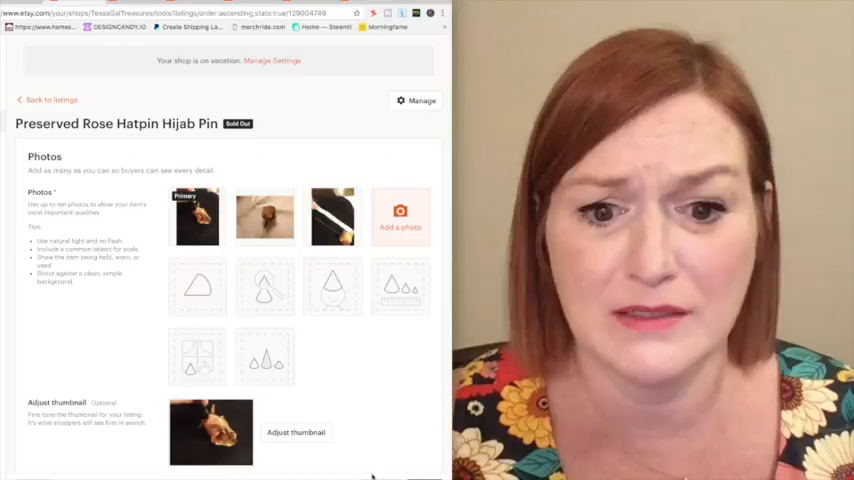 www.etsy.com/your/shops/TexasGalTreasures/tools/listings/order:ascending,stats:true/129004749
https://www.homes... DESIGNCANDY.IO Create Shipping La... merchride.com Home — Steemit Morningfame
Your shop is on vacation. Manage Settings
Back to listings
Manage
Preserved Rose Hatpin Hijab Pin Sold Out
Photos
Add as many as you can so buyers can see every detail.
Photos *
Use up to ten photos to show your item's
most important qualities.
Tips:
Use natural light and no flash.
Include a common object for scale.
Show the item being held, worn, or
used.
Shoot against a clean, simple
background.
Primary
Add a photo
Adjust thumbnail Optional
Fine tune the thumbnail for your listing.
It's what shoppers will see first in search.
Adjust thumbnail